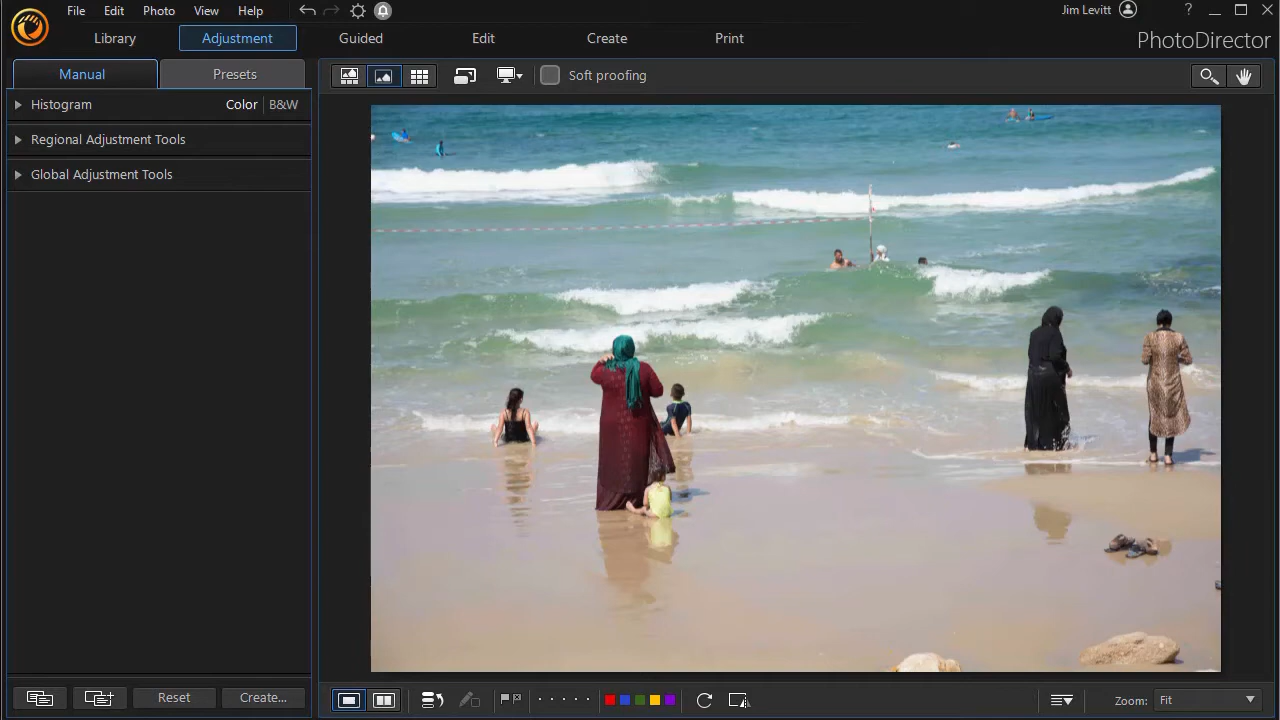 File Edit Photo View Help
Jim Levitt ?
Library Adjustment Guided Edit Create Print
PhotoDirector
Manual Presets
Soft proofing
Histogram Color B&W
Regional Adjustment Tools
Global Adjustment Tools
Reset Create...
Zoom: Fit